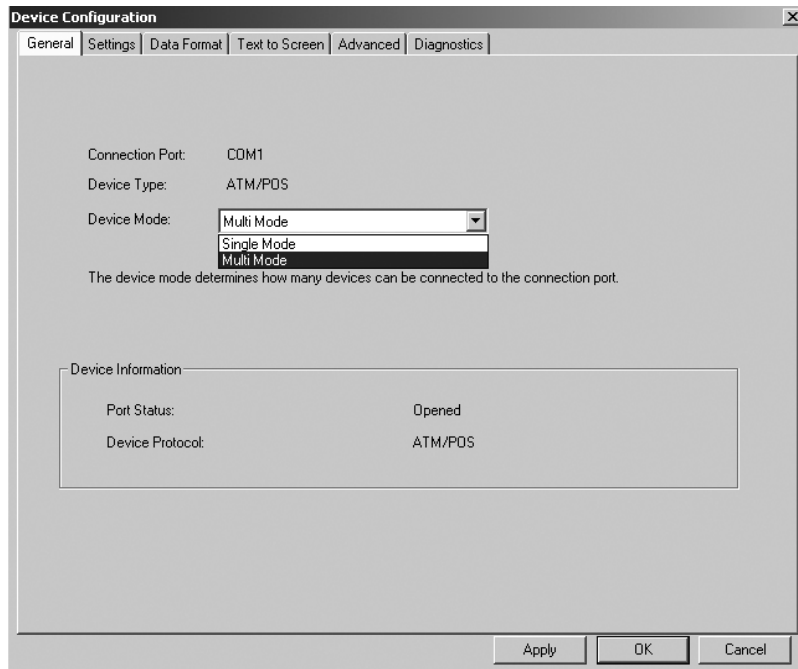 Device Configuration
General Settings Data Format Text to Screen Advanced Diagnostics
Connection Port: COM1
Device Type: ATM/POS
Device Mode: Multi Mode
Single Mode
Multi Mode
The device mode determines how many devices can be connected to the connection port.
Device Information
Port Status: Opened
Device Protocol: ATM/POS
Apply OK Cancel